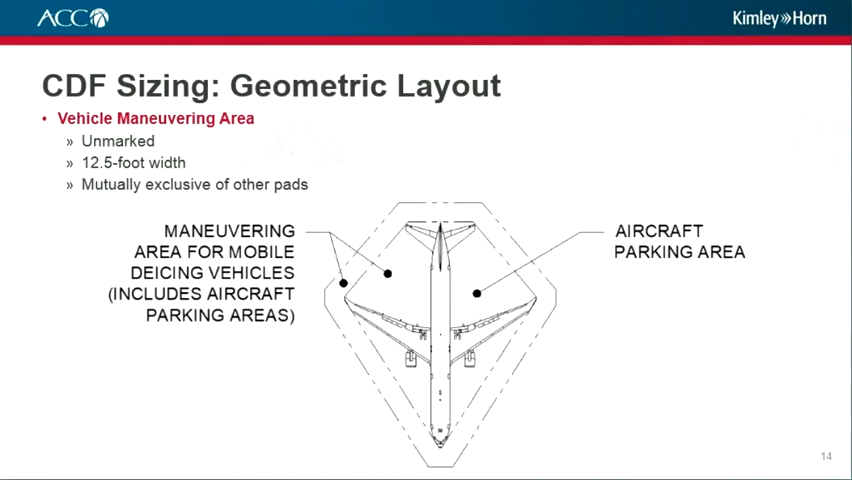 ACC
Kimley»Horn
CDF Sizing: Geometric Layout
• Vehicle Maneuvering Area
» Unmarked
» 12.5-foot width
» Mutually exclusive of other pads
MANEUVERING
AREA FOR MOBILE
DEICING VEHICLES
(INCLUDES AIRCRAFT
PARKING AREAS)
AIRCRAFT
PARKING AREA
14